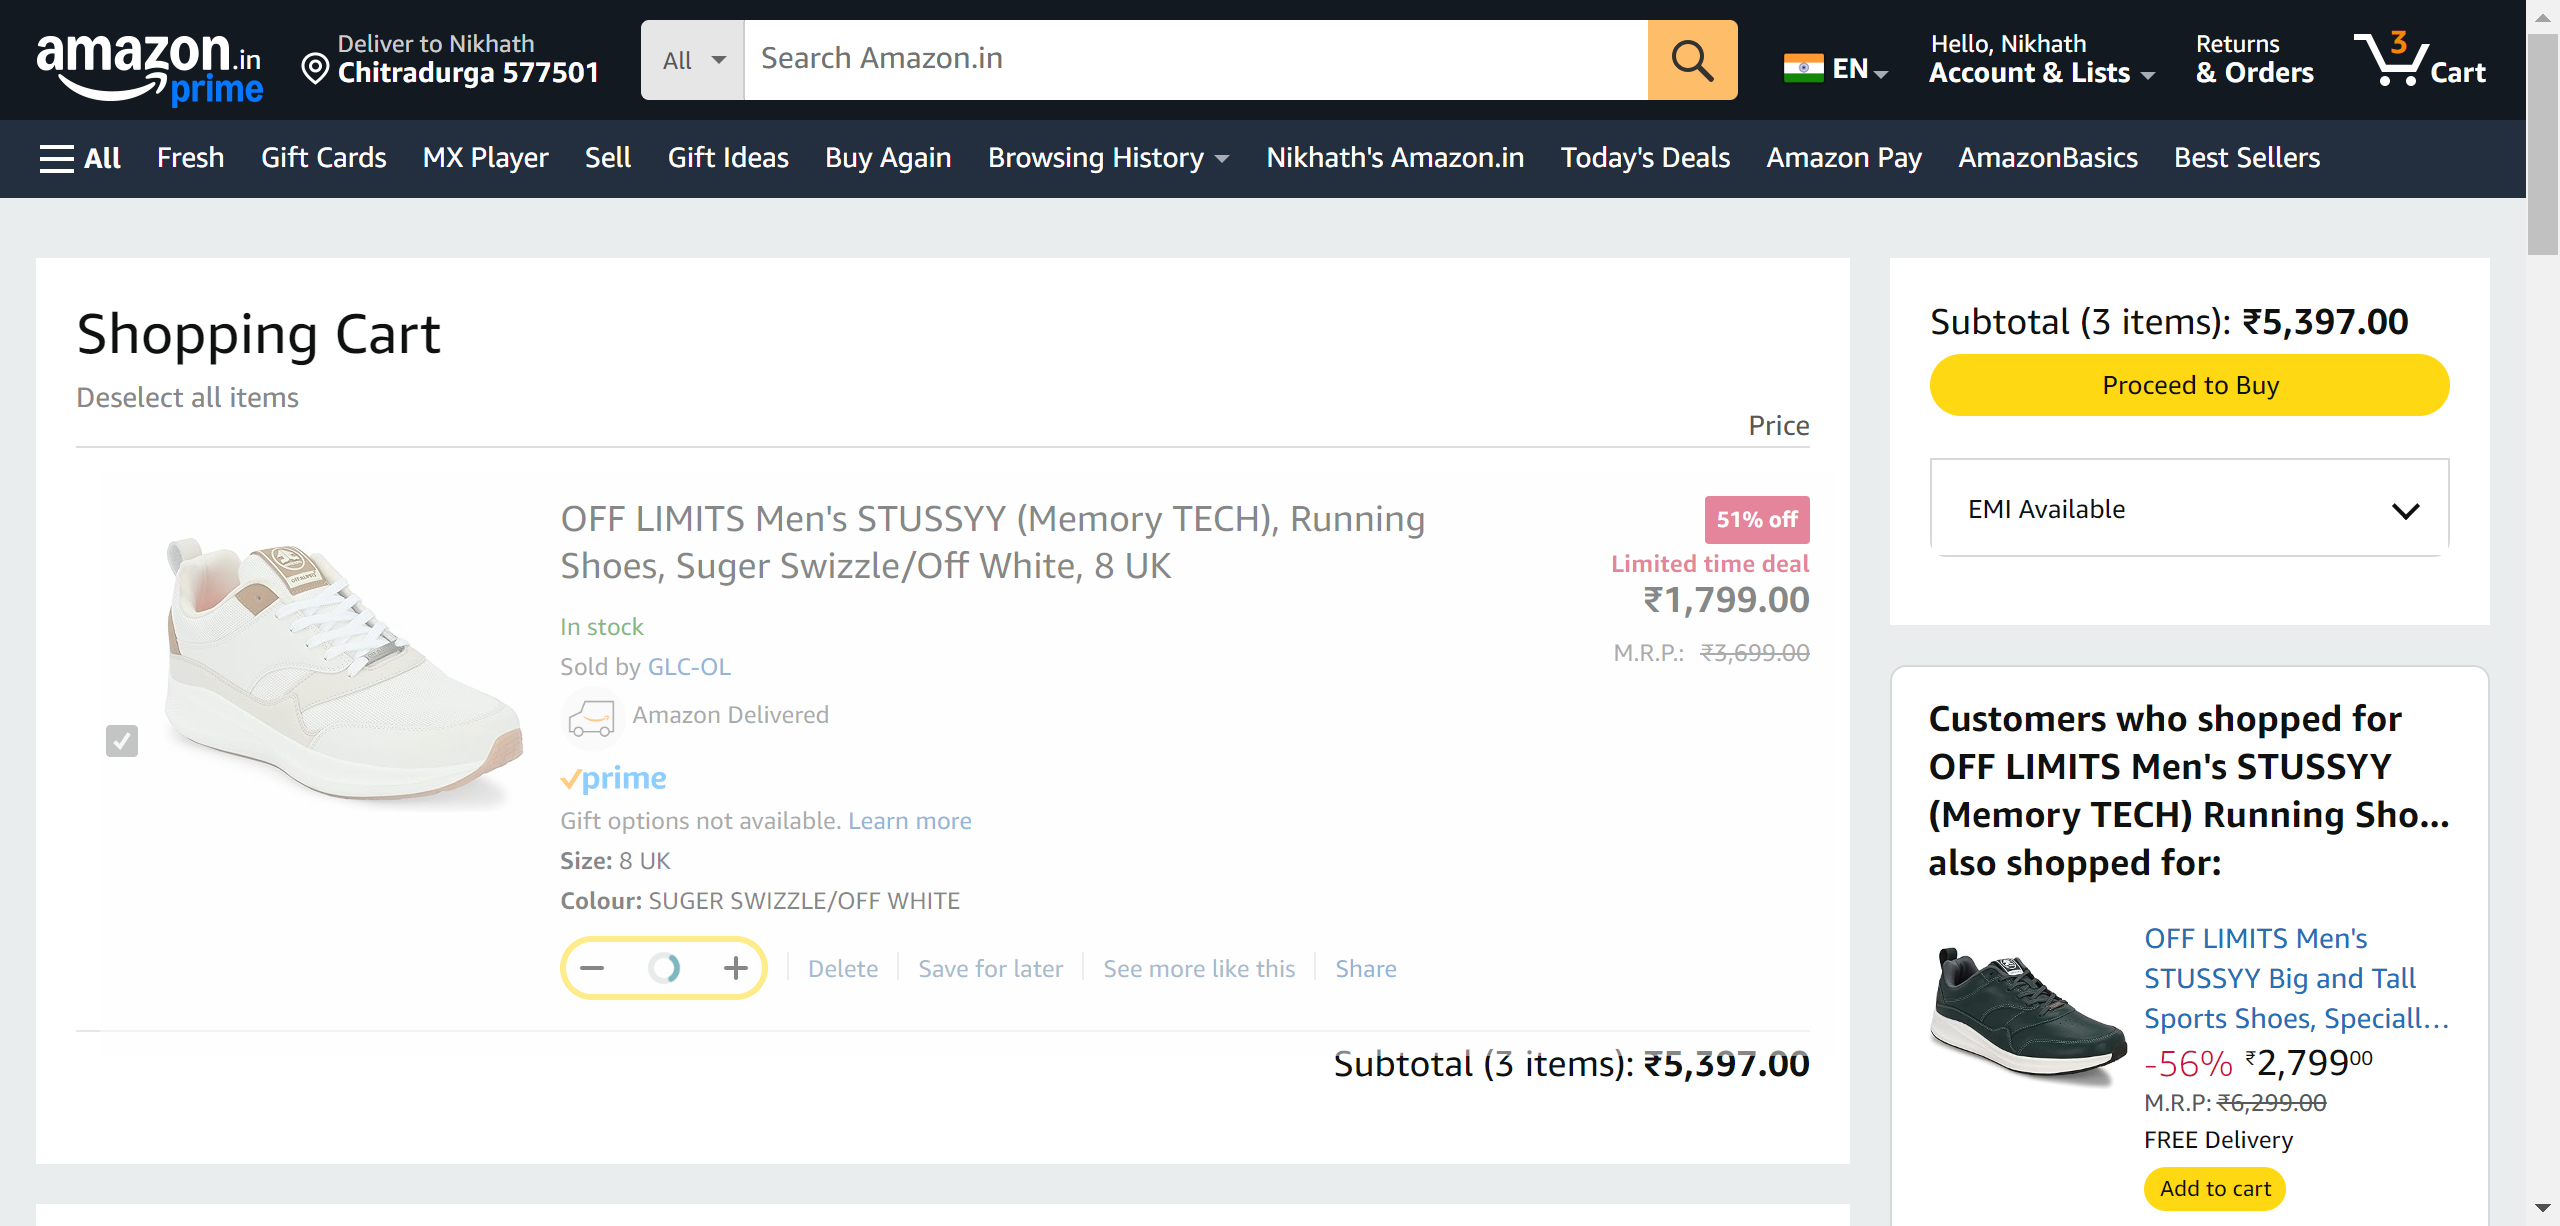 amazon.in
prime
Deliver to Nikhath
Chitradurga 577501
All
Search Amazon.in
EN
Hello, Nikhath
Account & Lists
Returns
& Orders
3
Cart
All
Fresh
Gift Cards
MX Player
Sell
Gift Ideas
Buy Again
Browsing History
Nikhath's Amazon.in
Today's Deals
Amazon Pay
AmazonBasics
Best Sellers
Shopping Cart
Deselect all items
Price
OFF LIMITS Men's STUSSYY (Memory TECH), Running
Shoes, Suger Swizzle/Off White, 8 UK
51% off
Limited time deal
₹1,799.00
M.R.P.: ₹3,699.00
In stock
Sold by GLC-OL
Amazon Delivered
prime
Gift options not available. Learn more
Size: 8 UK
Colour: SUGER SWIZZLE/OFF WHITE
Delete
Save for later
See more like this
Share
Subtotal (3 items): ₹5,397.00
Subtotal (3 items): ₹5,397.00
Proceed to Buy
EMI Available
Customers who shopped for
OFF LIMITS Men's STUSSYY
(Memory TECH) Running Sho...
also shopped for:
OFF LIMITS Men's
STUSSYY Big and Tall
Sports Shoes, Speciall...
-56% ₹2,799.00
M.R.P: ₹6,299.00
FREE Delivery
Add to cart